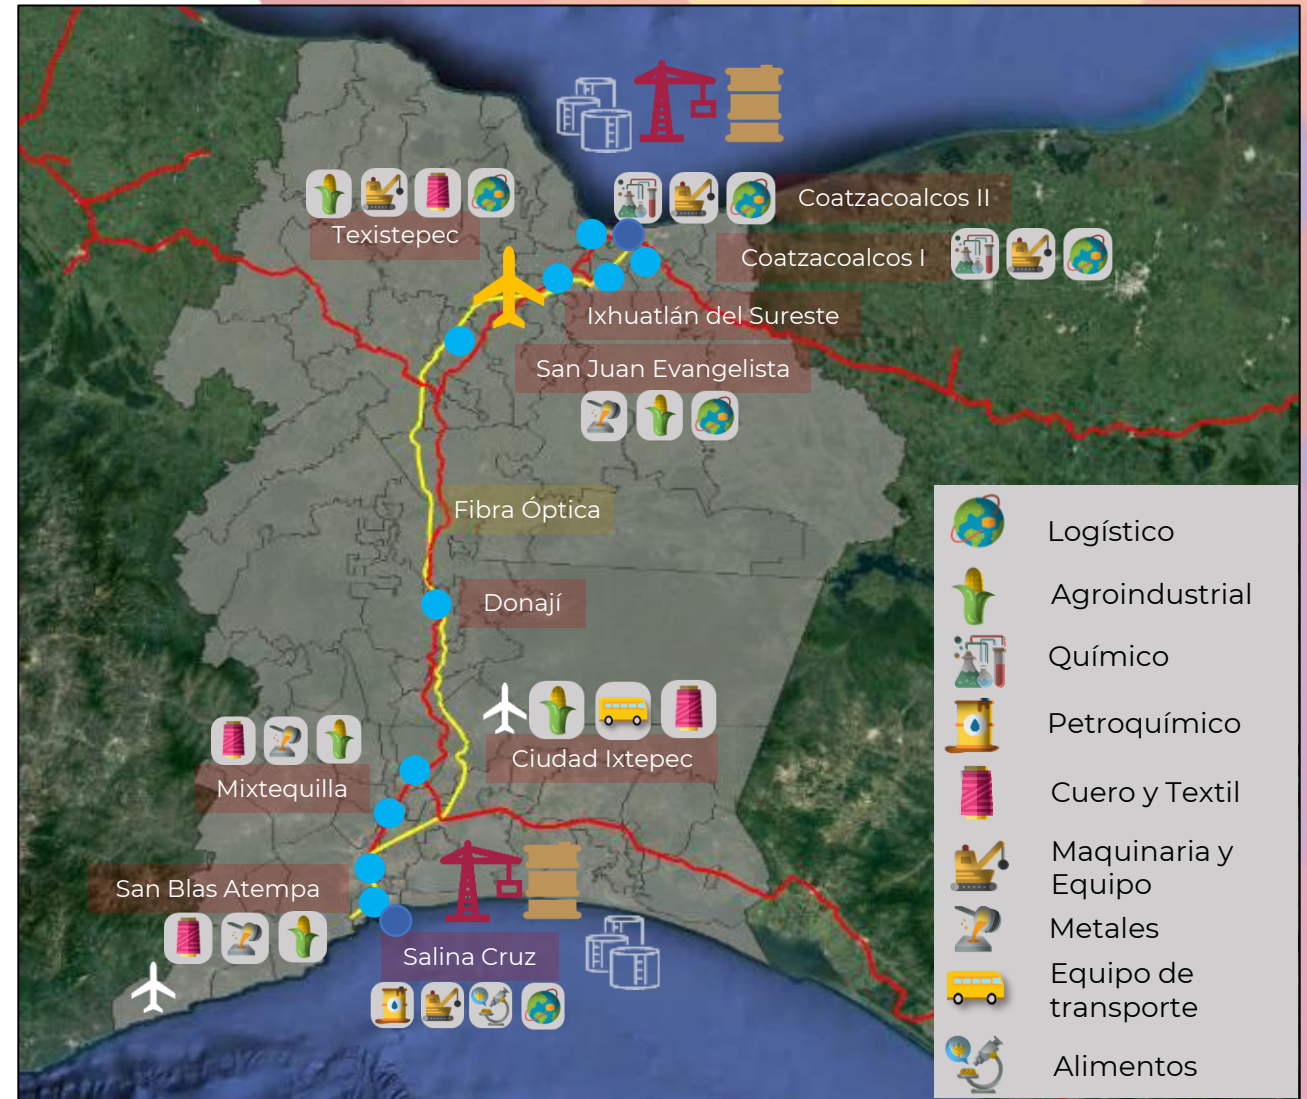 Coatzacoalcos II
Texistepec
Coatzacoalcos I
Ixhuatlán del Sureste
San Juan Evangelista
Fibra Óptica
Donají
Ciudad Ixtepec
Mixtequilla
San Blas Atempa
Salina Cruz
Logístico
Agroindustrial
Químico
Petroquímico
Cuero y Textil
Maquinaria y
Equipo
Metales
Equipo de
transporte
Alimentos